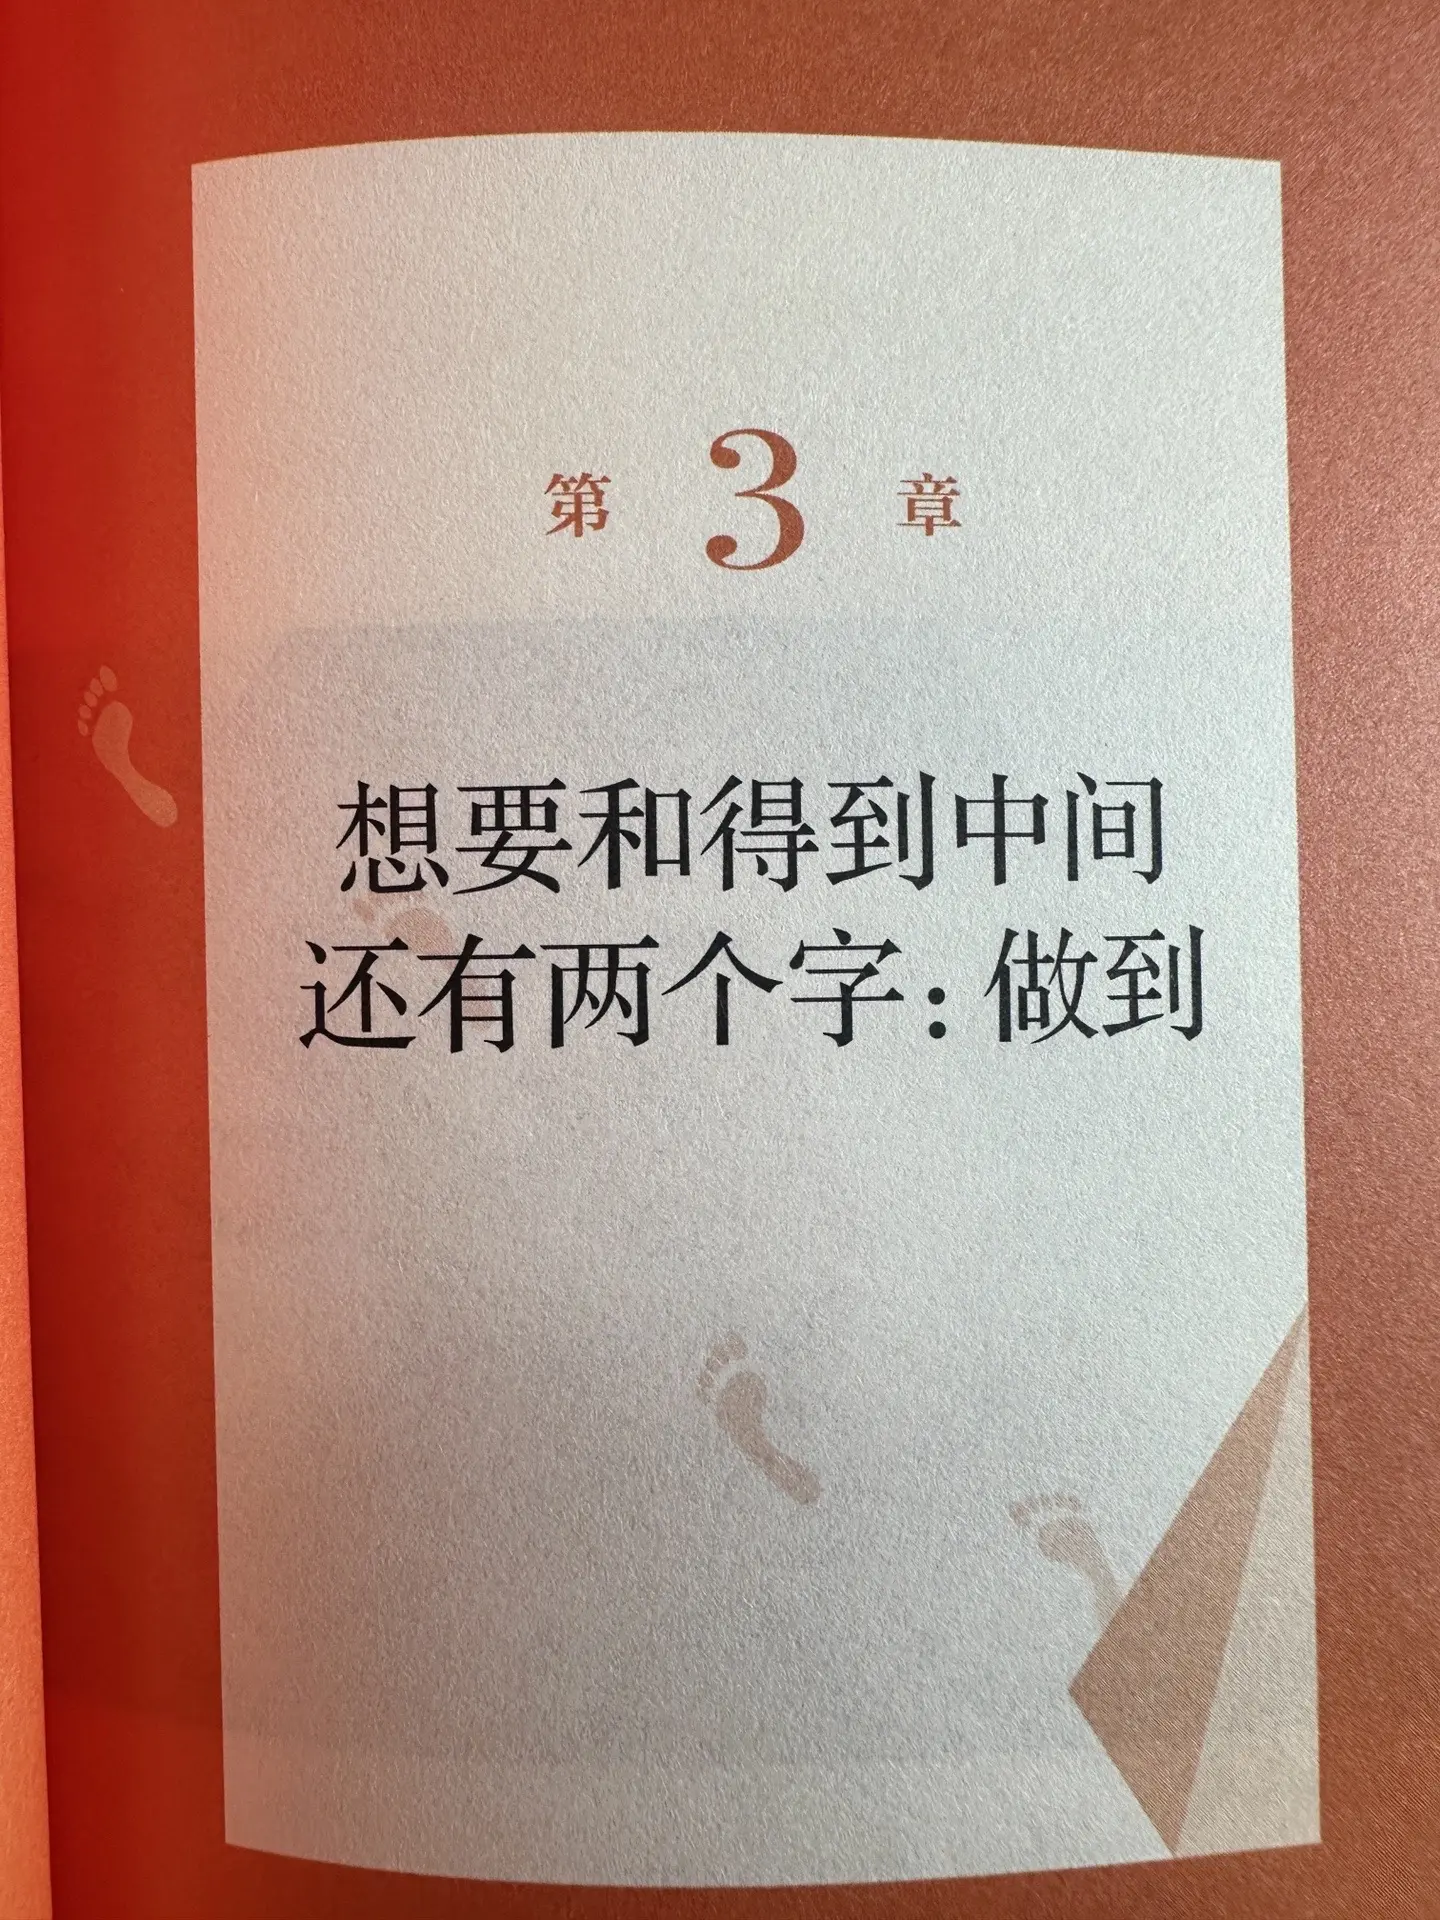 第3章
想要和得到中间
还有两个字：做到